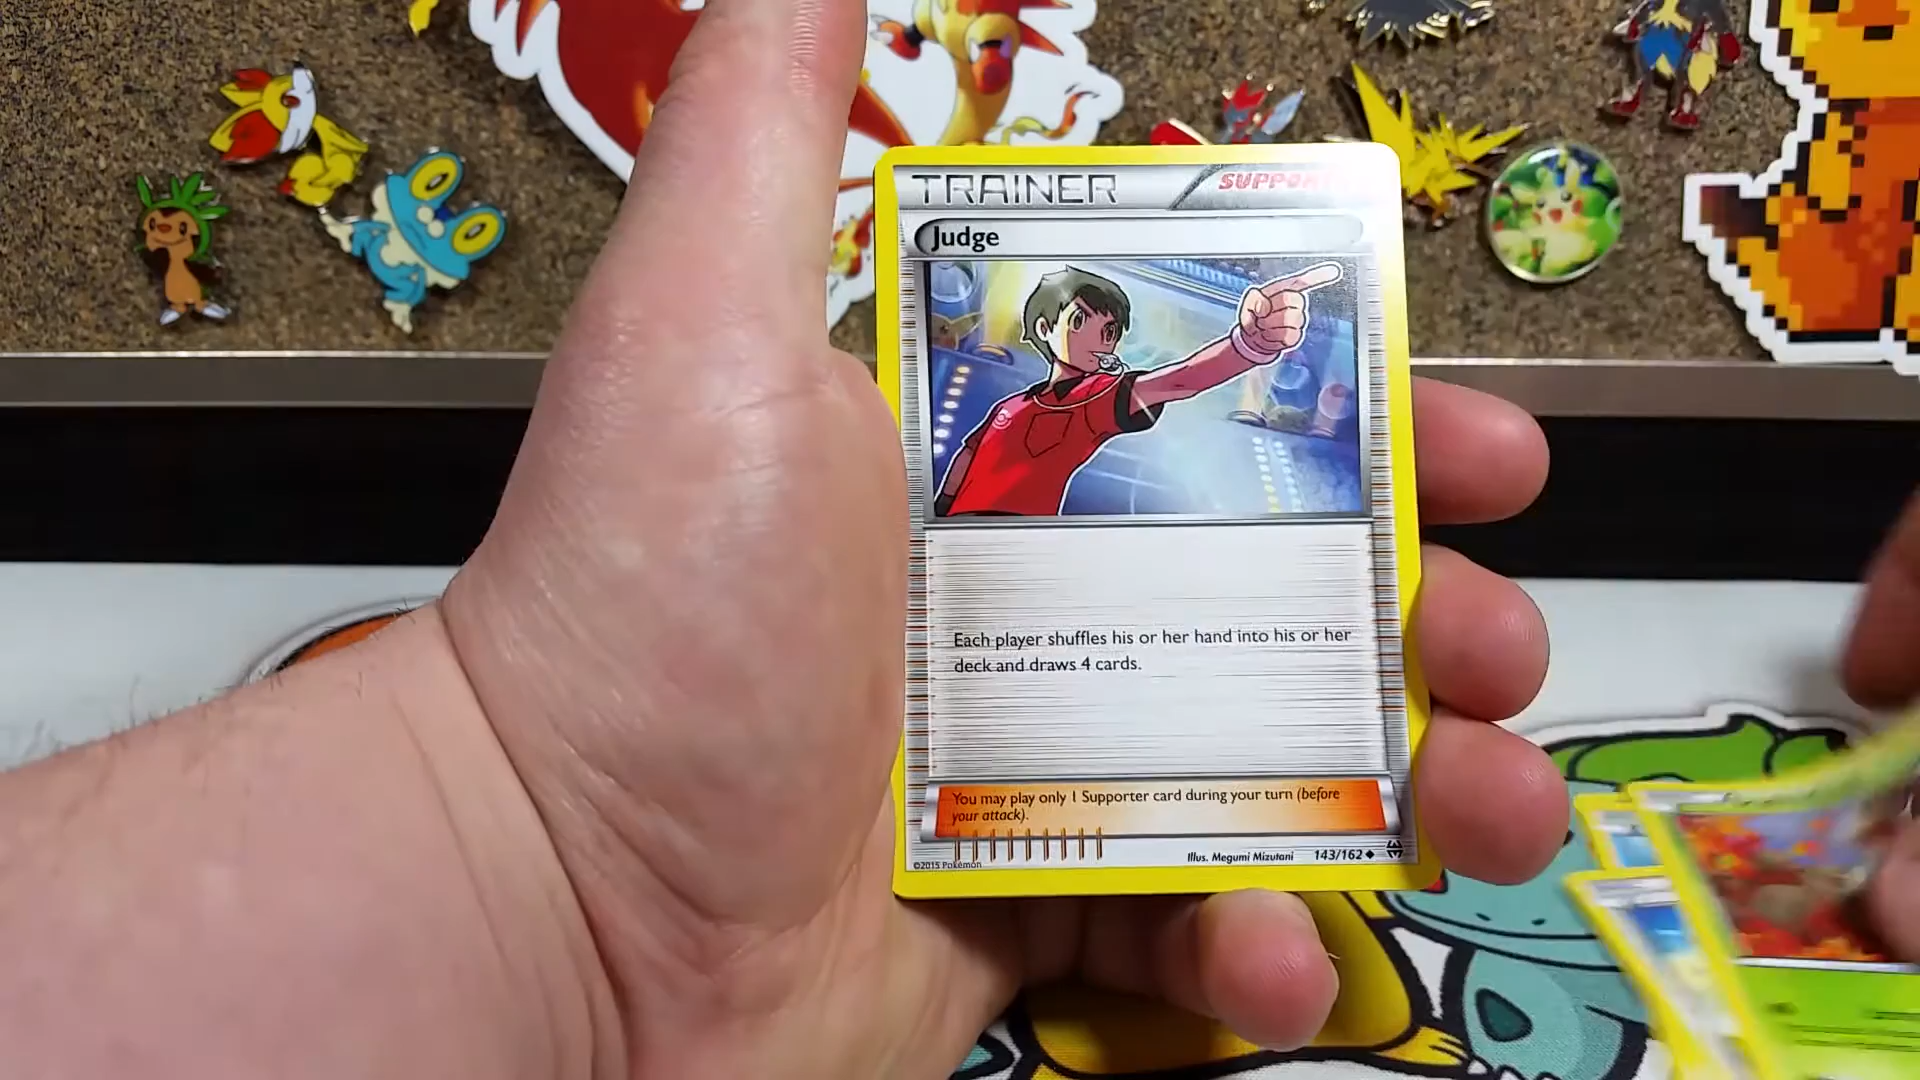 TRAINER
SUPPORT
Judge
Each player shuffles his or her hand into his or her
deck and draws 4 cards.
You may play only 1 Supporter card during your turn (before
your attack).
©2015 Pokémon
Illus. Megumi Mizutani 143/162